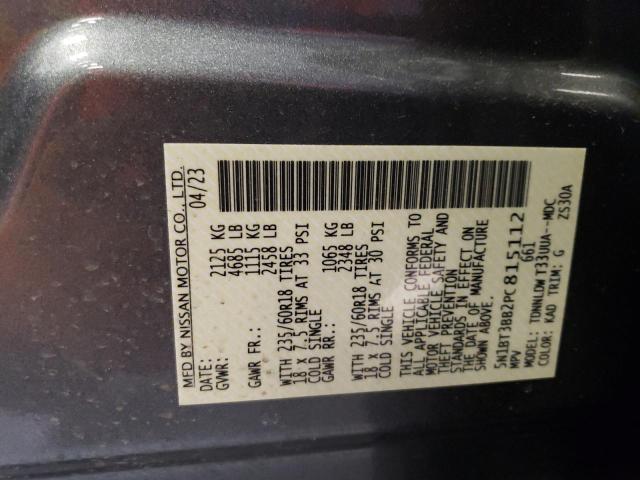 MFD BY NISSAN MOTOR CO., LTD.
DATE: 04/23
GVWR: 2125 KG
4685 LB
GAWR FR.: 1115 KG
2458 LB
WITH 235/60R18 TIRES
18 x 7.5 RIMS AT 33 PSI
COLD SINGLE
GAWR RR: 1065 KG
2348 LB
WITH 235/60R18 TIRES
18 x 7.5 RIMS AT 30 PSI
COLD SINGLE
THIS VEHICLE CONFORMS TO
ALL APPLICABLE FEDERAL
MOTOR VEHICLE SAFETY AND
THEFT PREVENTION
STANDARDS IN EFFECT ON
THE DATE OF MANUFACTURE
SHOWN ABOVE.
5N1BT3BB2PC815112
MPV 661
MODEL: TDNNLDWT33UUA--MDC
COLOR: KAD TRIM: G ZS30A